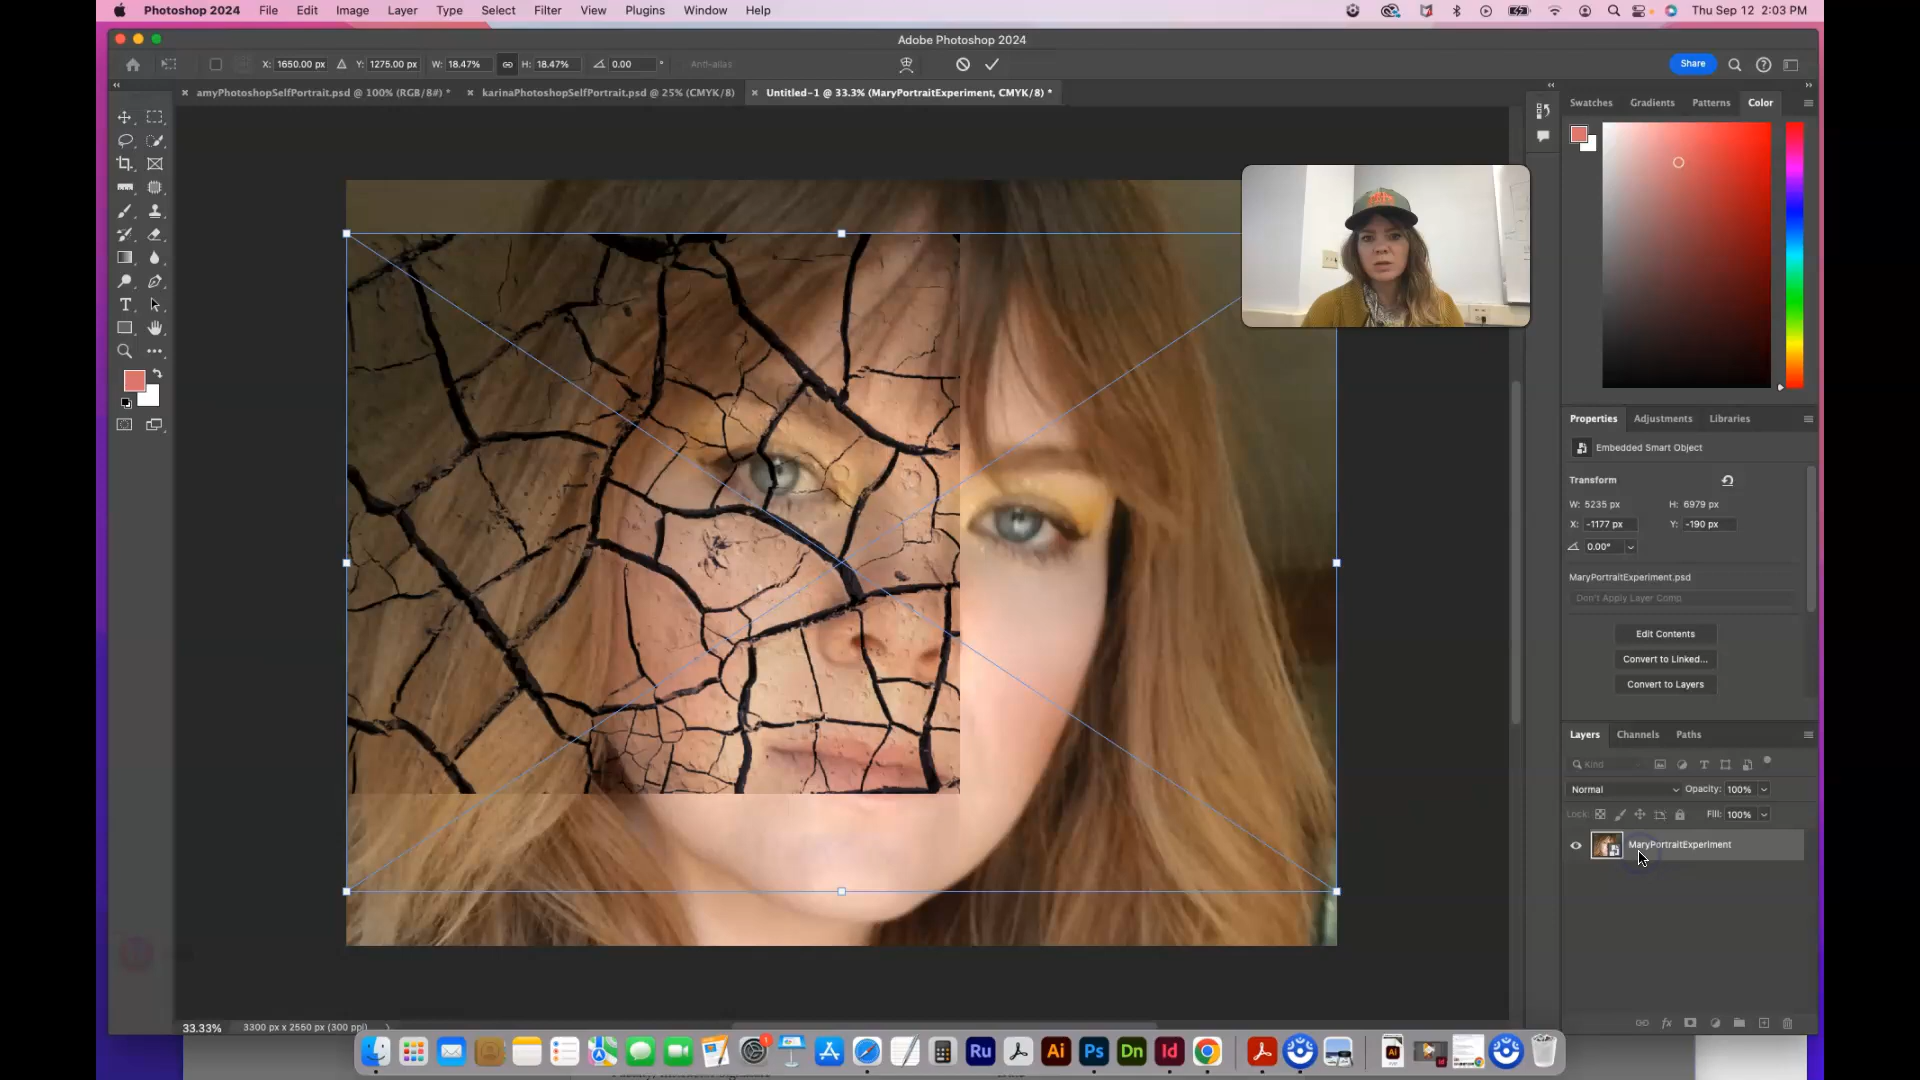 Photoshop 2024 File Edit Image Layer Type Select Filter View Plugins Window Help Thu Sep 12 2:03 PM
Adobe Photoshop 2024
X: 1650.00 px Y: 1275.00 px W: 18.47% H: 18.47% 0.00 ° Anti-alias Share
amyPhotoshopSelfPortrait.psd @ 100% (RGB/8#) * karinaPhotoshopSelfPortrait.psd @ 25% (CMYK/8) Untitled-1 @ 33.3% (MaryPortraitExperiment, CMYK/8) *
Swatches Gradients Patterns Color
Properties Adjustments Libraries
Embedded Smart Object
Transform
W: 5235 px H: 6979 px
X: -1177 px Y: -190 px
0.00°
MaryPortraitExperiment.psd
Don't Apply Layer Comp
Edit Contents
Convert to Linked...
Convert to Layers
Layers Channels Paths
Kind
Normal Opacity: 100%
Lock: Fill: 100%
MaryPortraitExperiment
fx
33.33% 3300 px x 2550 px (300 ppi)
Ru Ai Ps Dn Id